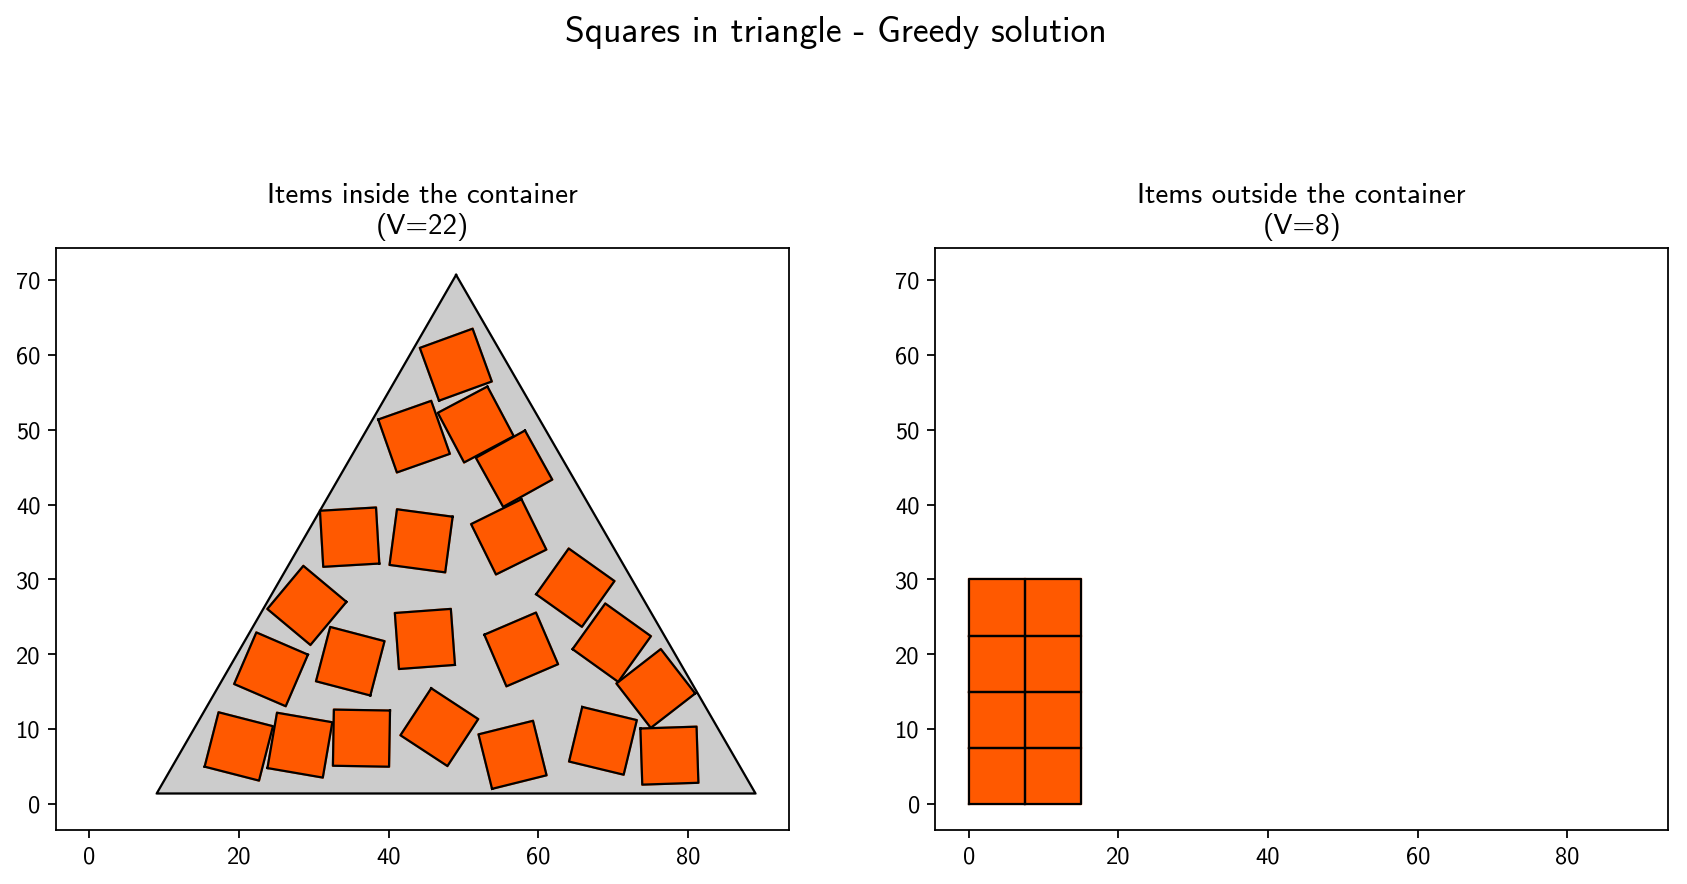 Squares in triangle - Greedy solution
Items inside the container
(V=22)
70
60
50
40
30
20
10
0
0 20 40 60 80
Items outside the container
(V=8)
70
60
50
40
30
20
10
0
0 20 40 60 80